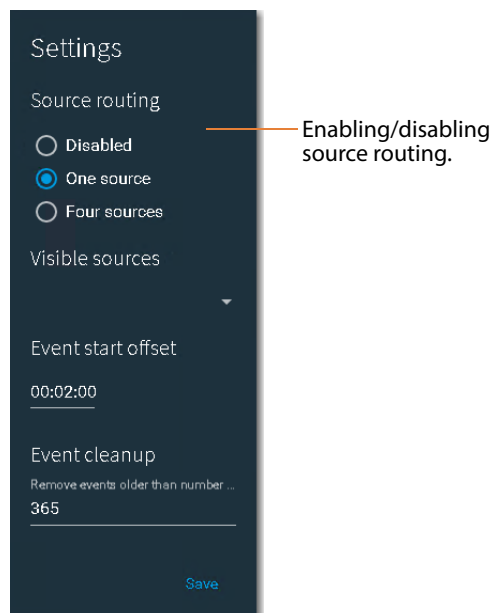 Settings
Source routing
Disabled
One source
Four sources
Visible sources
Event start offset
00:02:00
Event cleanup
Remove events older than number ...
365
Save
Enabling/disabling
source routing.